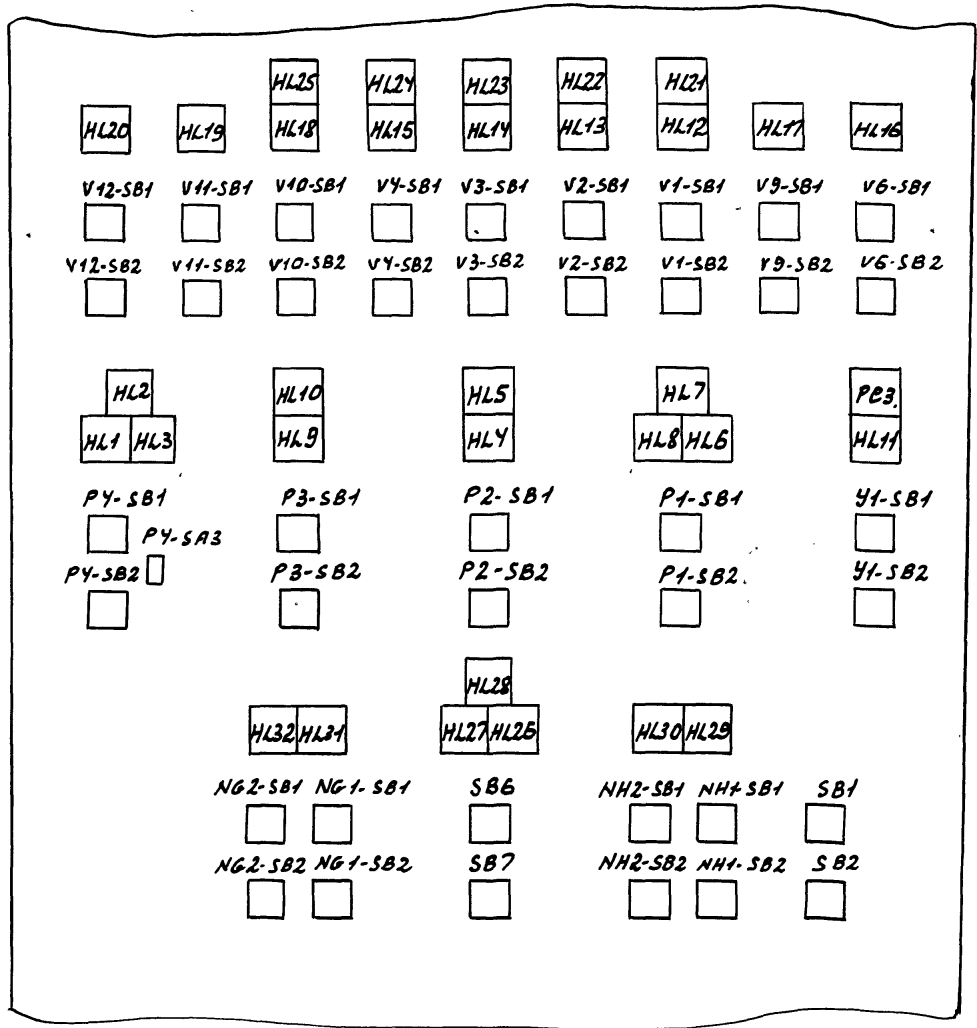 HL25 HL24 HL23 HL22 HL21
HL20 HL19 HL18 HL15 HL14 HL13 HL12 HL17 HL16
V12-SB1 V11-SB1 V10-SB1 V4-SB1 V3-SB1 V2-SB1 V1-SB1 V9-SB1 V6-SB1
V12-SB2 V11-SB2 V10-SB2 V4-SB2 V3-SB2 V2-SB2 V1-SB2 V9-SB2 V6-SB2
HL2 HL10 HL5 HL7 РЕЗ.
HL1 HL3 HL9 HL4 HL8 HL6 HL11
P4-SB1 P3-SB1 P2-SB1 P1-SB1 Y1-SB1
P4-SA3
P4-SB2 P3-SB2 P2-SB2 P1-SB2 Y1-SB2
HL28
HL32 HL31 HL27 HL26 HL30 HL29
NG2-SB1 NG1-SB1 SB6 NH2-SB1 NH1-SB1 SB1
NG2-SB2 NG1-SB2 SB7 NH2-SB2 NH1-SB2 SB2